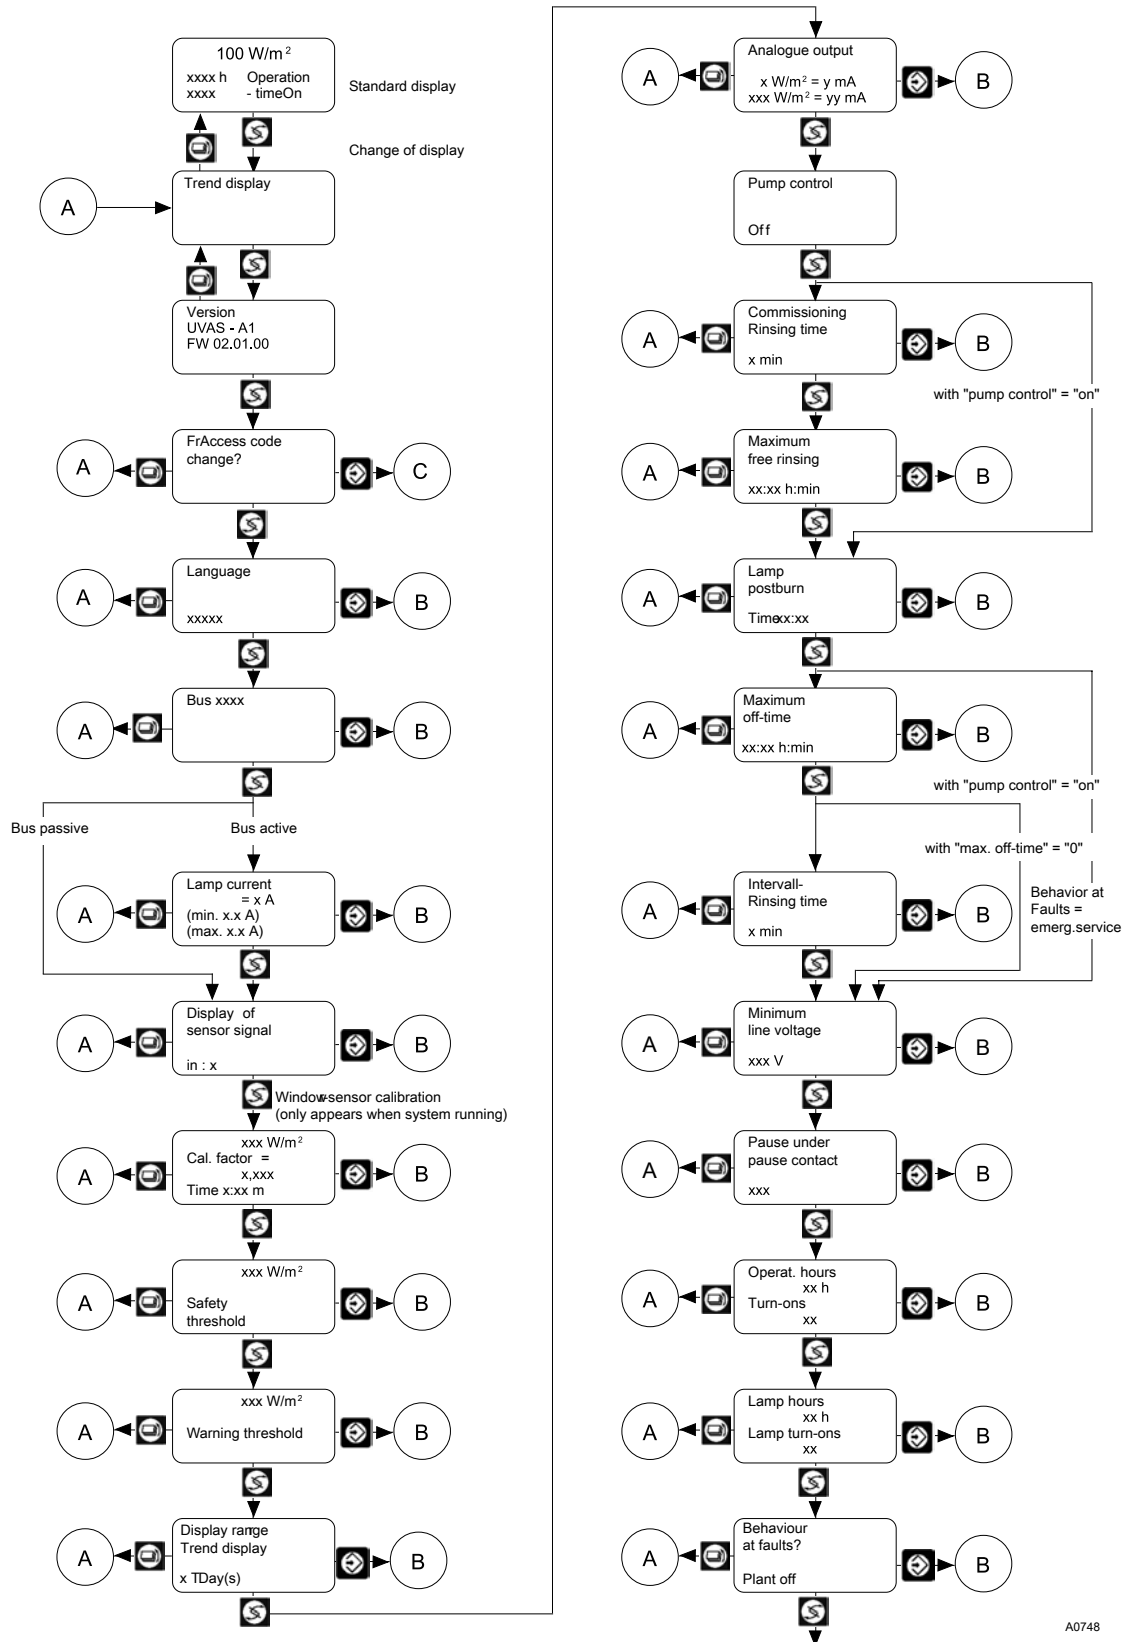 100 W/m²
xxxx h Operation
xxxx - timeOn
Standard display
Change of display
A
Trend display
Version
UVAS - A1
FW 02.01.00
A
FrAccess code
change?
C
A
Language
xxxxx
B
A
Bus xxxx
B
Bus passive
Bus active
A
Lamp current
= x A
(min. x.x A)
(max. x.x A)
B
A
Display of
sensor signal
in : x
B
Window-sensor calibration
(only appears when system running)
A
xxx W/m²
Cal. factor =
x,xxx
Time x:xx m
B
A
xxx W/m²
Safety
threshold
B
A
xxx W/m²
Warning threshold
B
A
Display range
Trend display
x TDay(s)
B
A
Analogue output
x W/m² = y mA
xxx W/m² = yy mA
B
Pump control
Off
A
Commissioning
Rinsing time
x min
B
with "pump control" = "on"
A
Maximum
free rinsing
xx:xx h:min
B
A
Lamp
postburn
Time xx:xx
B
A
Maximum
off-time
xx:xx h:min
B
with "pump control" = "on"
with "max. off-time" = "0"
A
Intervall-
Rinsing time
x min
B
Behavior at
Faults =
emerg.service
A
Minimum
line voltage
xxx V
B
A
Pause under
pause contact
xxx
B
A
Operat. hours
xx h
Turn-ons
xx
B
A
Lamp hours
xx h
Lamp turn-ons
xx
B
A
Behaviour
at faults?
Plant off
B
A0748